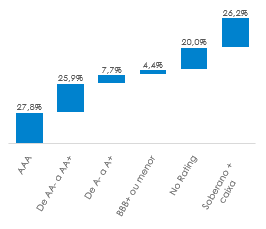 26,2%
20,0%
4,4%
7,7%
25,9%
27,8%
AAA
De AA- a AA+
De A- a A+
BBB+ ou menor
No Rating
Soberano +
caixa